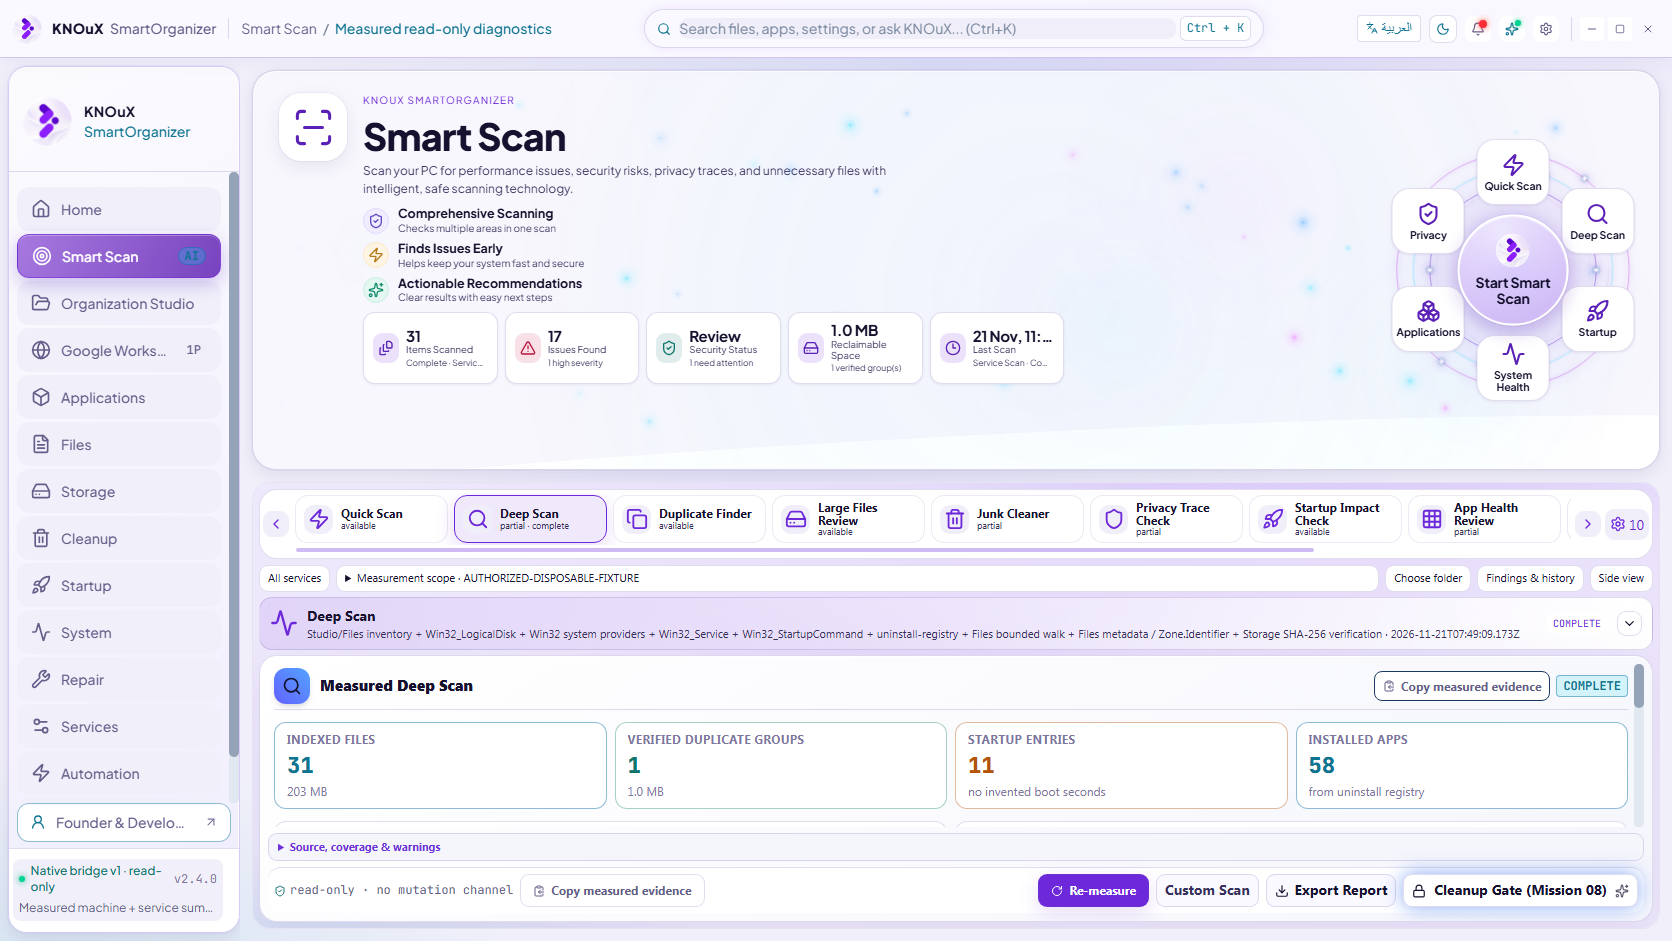 KNOuX SmartOrganizer
Smart Scan / Measured read-only diagnostics
Search files, apps, settings, or ask KNOuX... (Ctrl+K)
Ctrl + K
العربية
KNOuX
SmartOrganizer
Home
Smart Scan AI
Organization Studio
Google Works... 1P
Applications
Files
Storage
Cleanup
Startup
System
Repair
Services
Automation
Founder & Develo...
Native bridge v1 · read-
only
v2.4.0
Measured machine + service sum...
KNOUX SMARTORGANIZER
Smart Scan
Scan your PC for performance issues, security risks, privacy traces, and unnecessary files with
intelligent, safe scanning technology.
Comprehensive Scanning
Checks multiple areas in one scan
Finds Issues Early
Helps keep your system fast and secure
Actionable Recommendations
Clear results with easy next steps
31
Items Scanned
Complete · Servic...
17
Issues Found
1 high severity
Review
Security Status
1 need attention
1.0 MB
Reclaimable
Space
1 verified group(s)
21 Nov, 11:...
Last Scan
Service Scan · Co...
Quick Scan
Privacy
Deep Scan
Start Smart
Scan
Applications
Startup
System
Health
Quick Scan
available
Deep Scan
partial · complete
Duplicate Finder
available
Large Files
Review
available
Junk Cleaner
partial
Privacy Trace
Check
partial
Startup Impact
Check
available
App Health
Review
partial
10
All services
Measurement scope · AUTHORIZED-DISPOSABLE-FIXTURE
Choose folder
Findings & history
Side view
Deep Scan
Studio/Files inventory + Win32_LogicalDisk + Win32 system providers + Win32_Service + Win32_StartupCommand + uninstall-registry + Files bounded walk + Files metadata / Zone.Identifier + Storage SHA-256 verification · 2026-11-21T07:49:09.173Z
COMPLETE
Measured Deep Scan
Copy measured evidence
COMPLETE
INDEXED FILES
31
203 MB
VERIFIED DUPLICATE GROUPS
1
1.0 MB
STARTUP ENTRIES
11
no invented boot seconds
INSTALLED APPS
58
from uninstall registry
Source, coverage & warnings
read-only · no mutation channel
Copy measured evidence
Re-measure
Custom Scan
Export Report
Cleanup Gate (Mission 08)